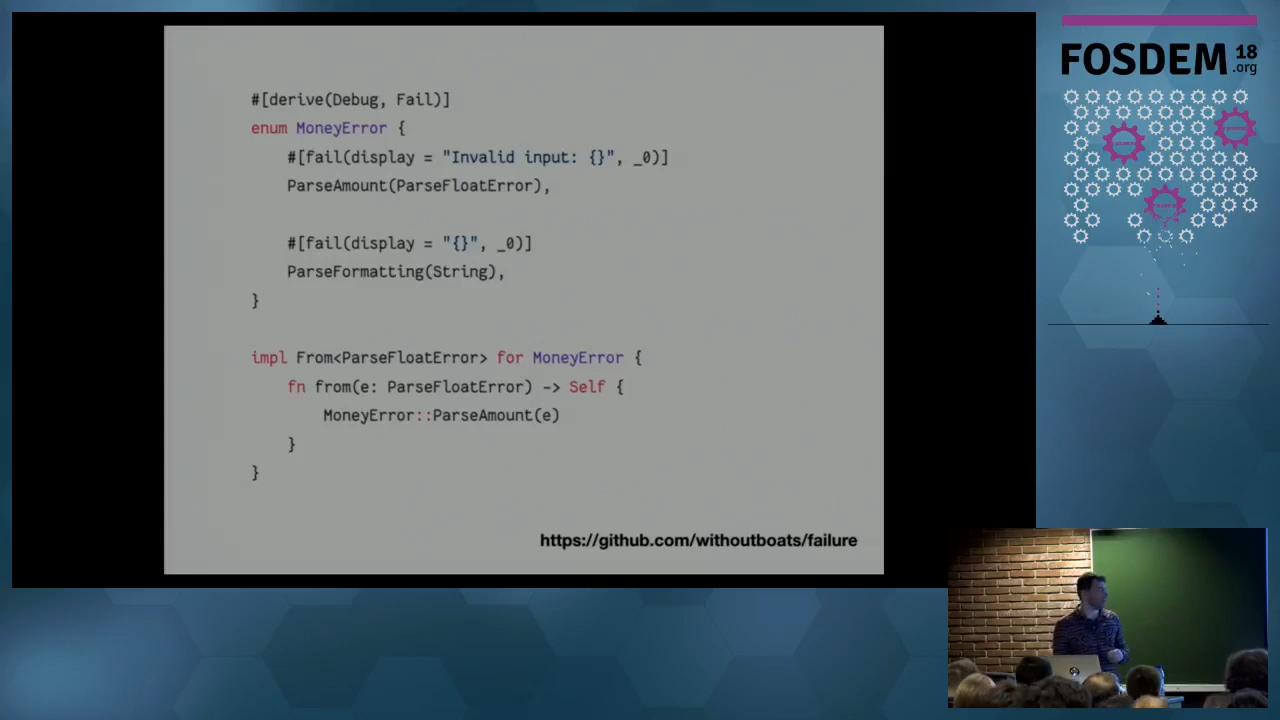 #[derive(Debug, Fail)]
enum MoneyError {
#[fail(display = "Invalid input: {}", _0)]
ParseAmount(ParseFloatError),
#[fail(display = "{}", _0)]
ParseFormatting(String),
}
impl From<ParseFloatError> for MoneyError {
fn from(e: ParseFloatError) -> Self {
MoneyError::ParseAmount(e)
}
}
https://github.com/withoutboats/failure
FOSDEM 18
.org